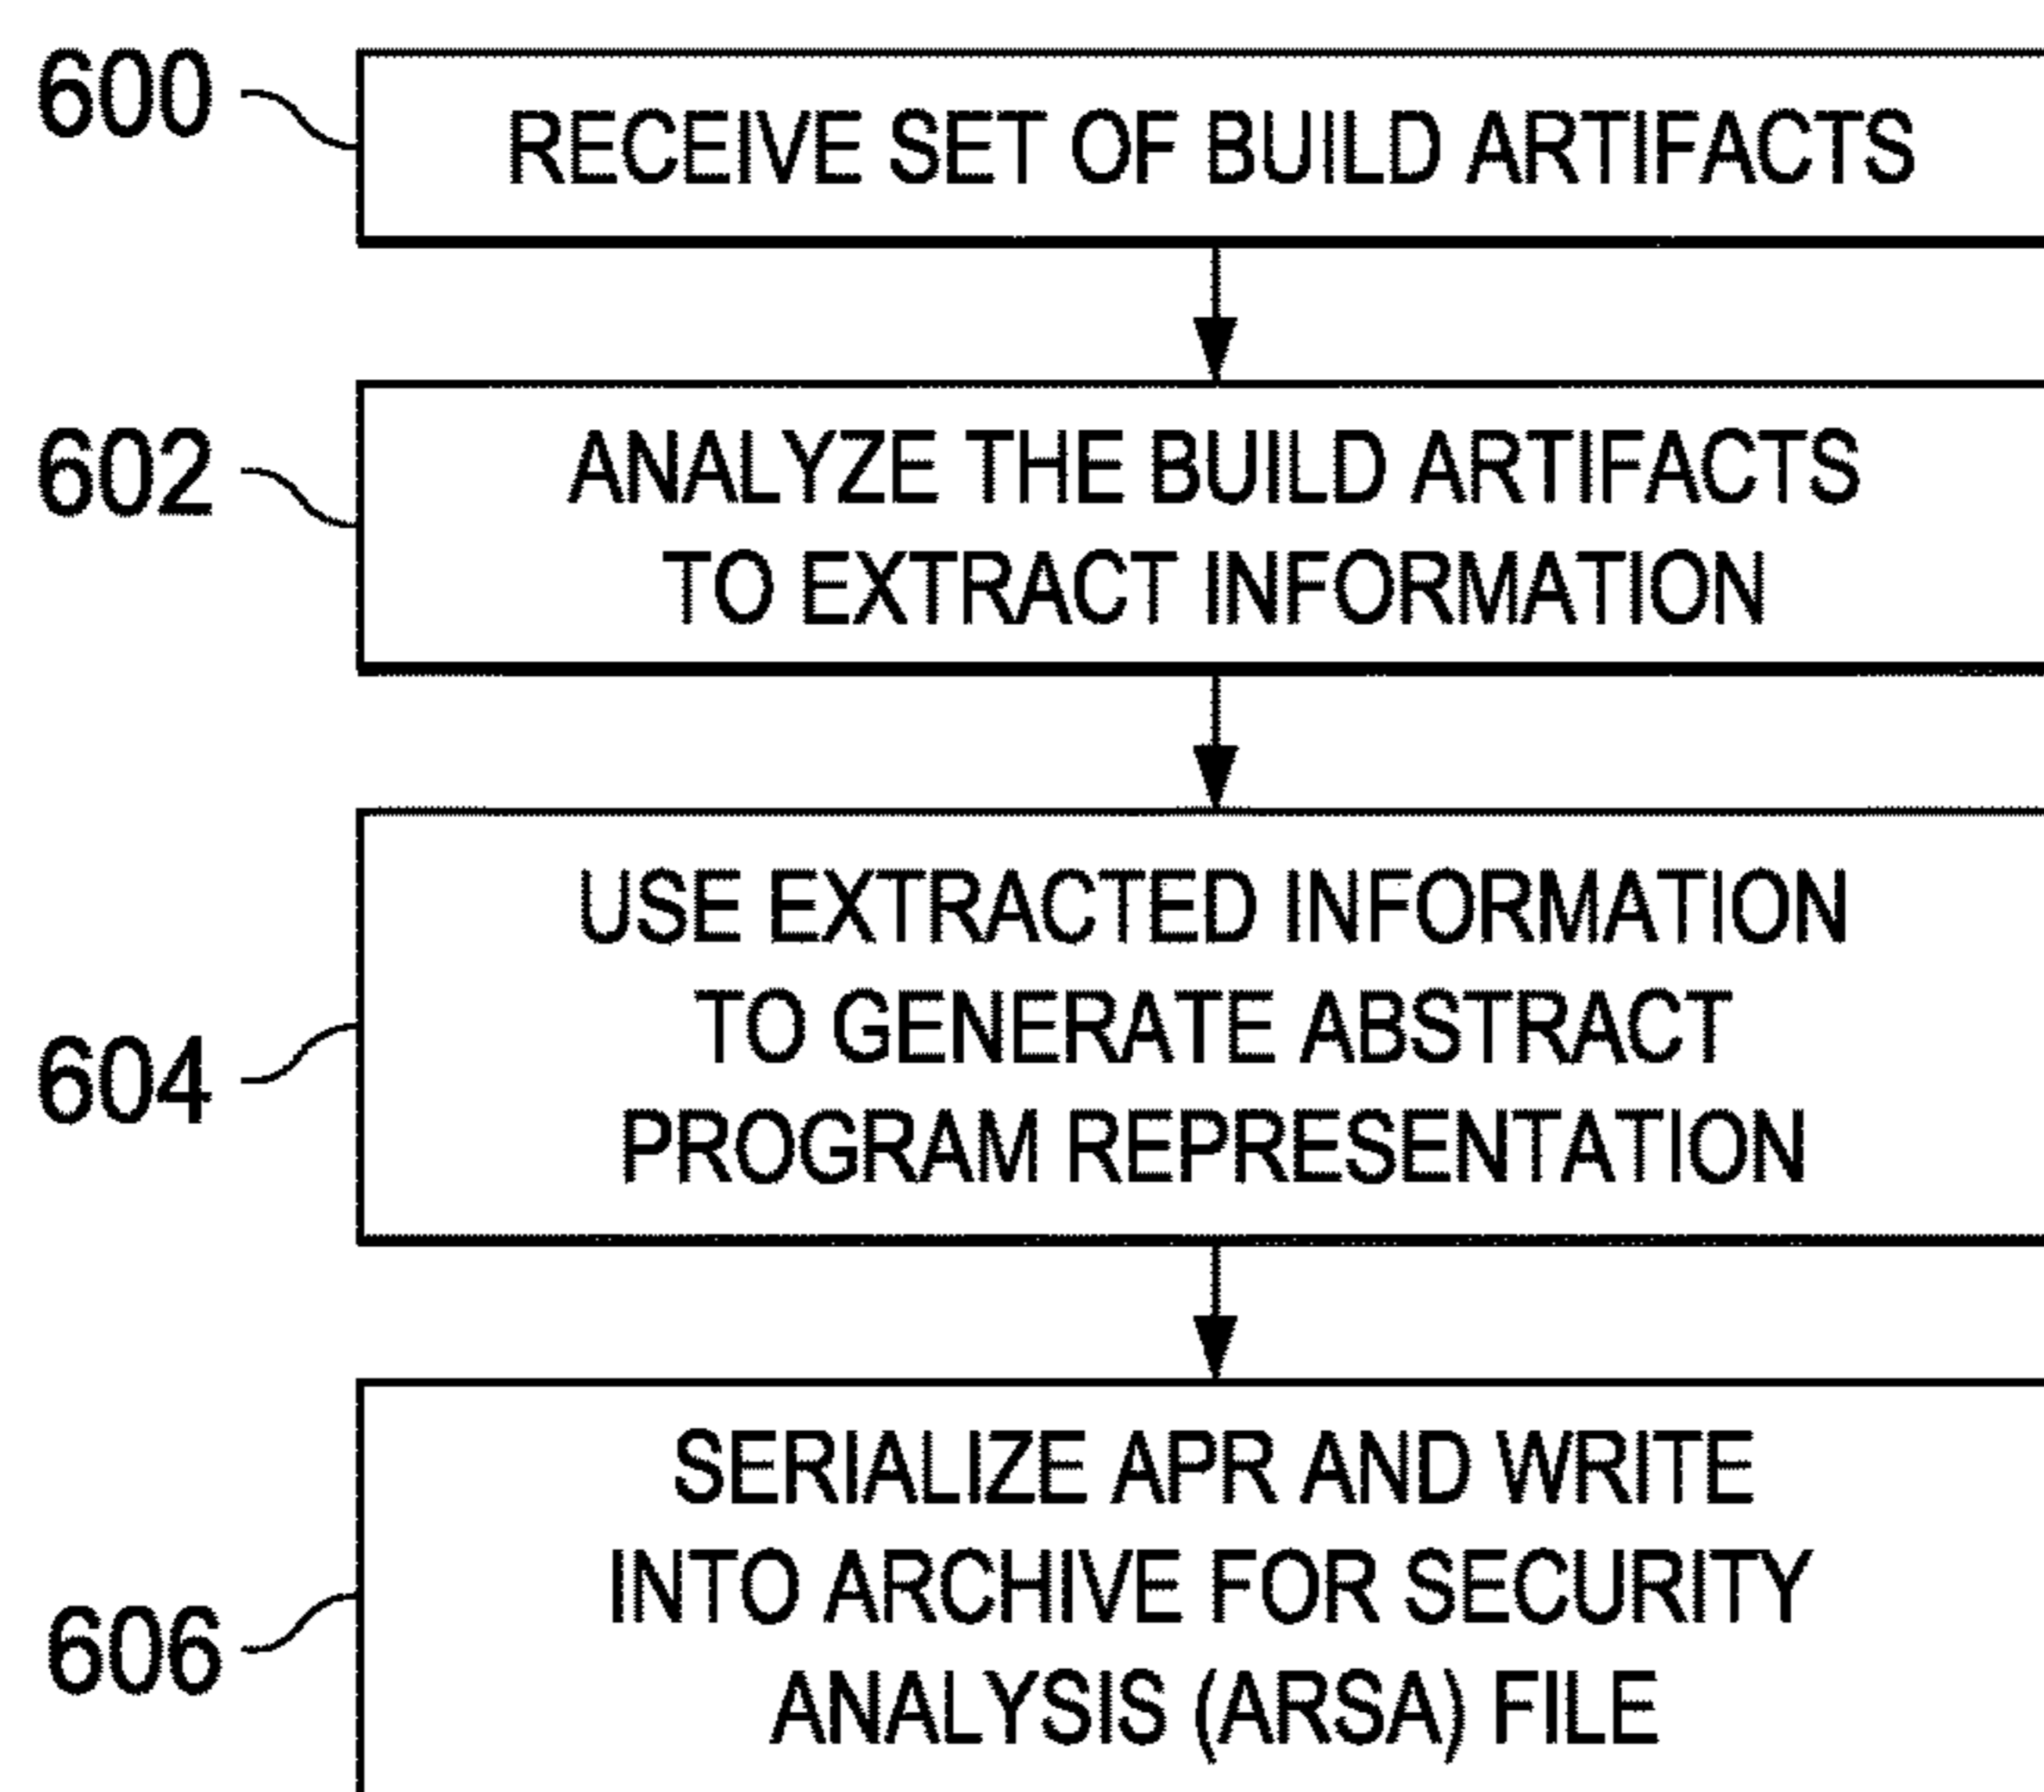 600
RECEIVE SET OF BUILD ARTIFACTS
602
ANALYZE THE BUILD ARTIFACTS
TO EXTRACT INFORMATION
604
USE EXTRACTED INFORMATION
TO GENERATE ABSTRACT
PROGRAM REPRESENTATION
606
SERIALIZE APR AND WRITE
INTO ARCHIVE FOR SECURITY
ANALYSIS (ARSA) FILE